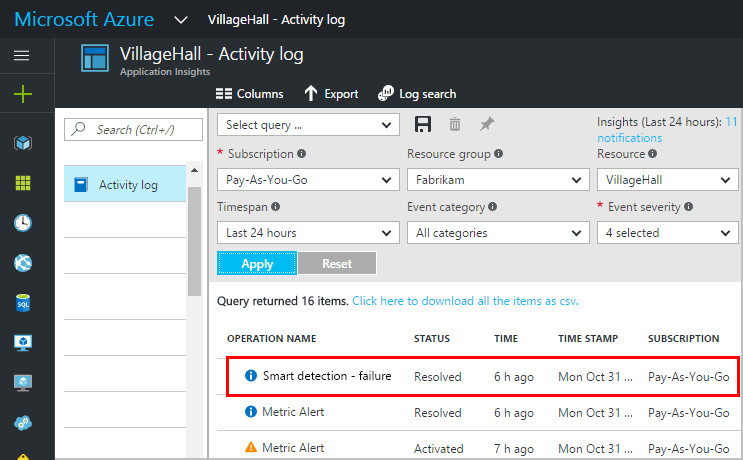 Microsoft Azure VillageHall - Activity log
VillageHall - Activity log
Application Insights
Columns Export Log search
Search (Ctrl+/)
Activity log
Select query ...
Insights (Last 24 hours): 11
notifications
* Subscription Resource group Resource
Pay-As-You-Go Fabrikam VillageHall
Timespan Event category * Event severity
Last 24 hours All categories 4 selected
Apply Reset
Query returned 16 items. Click here to download all the items as csv.
OPERATION NAME STATUS TIME TIME STAMP SUBSCRIPTION
Smart detection - failure Resolved 6 h ago Mon Oct 31 ... Pay-As-You-Go
Metric Alert Resolved 6 h ago Mon Oct 31 ... Pay-As-You-Go
Metric Alert Activated 7 h ago Mon Oct 31 ... Pay-As-You-Go
SQL